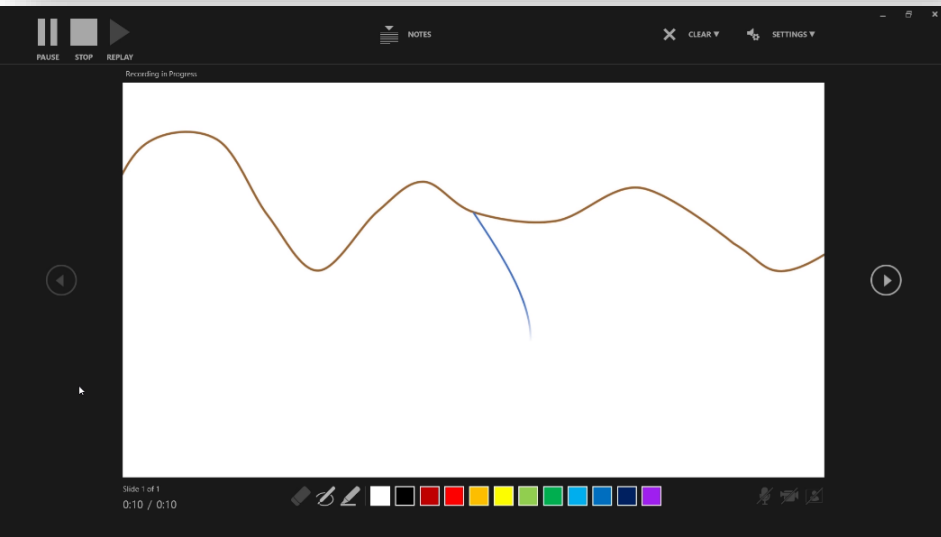 PAUSE STOP REPLAY
NOTES
CLEAR ▼
SETTINGS ▼
Recording in Progress
Slide 1 of 1
0:10 / 0:10